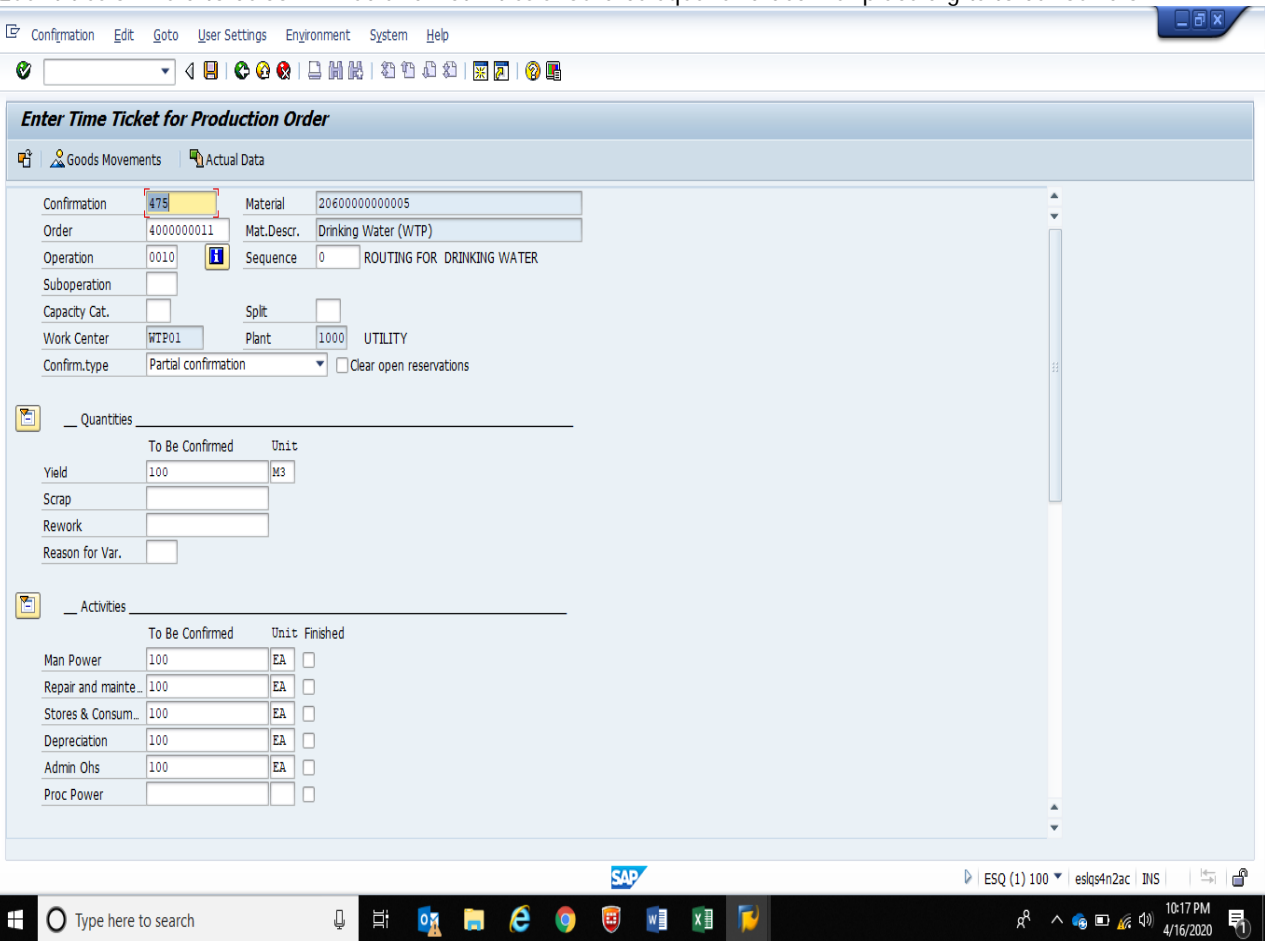 Confirmation Edit Goto User Settings Environment System Help
Enter Time Ticket for Production Order
Goods Movements Actual Data
Confirmation 475 Material 20600000000005
Order 4000000011 Mat.Descr. Drinking Water (WTP)
Operation 0010 Sequence 0 ROUTING FOR DRINKING WATER
Suboperation
Capacity Cat. Split
Work Center WTP01 Plant 1000 UTILITY
Confirm.type Partial confirmation Clear open reservations
Quantities
To Be Confirmed Unit
Yield 100 M3
Scrap
Rework
Reason for Var.
Activities
To Be Confirmed Unit Finished
Man Power 100 EA
Repair and mainte... 100 EA
Stores & Consum... 100 EA
Depreciation 100 EA
Admin Ohs 100 EA
Proc Power
SAP ESQ (1) 100 eslqs4n2ac INS
Type here to search 10:17 PM
4/16/2020